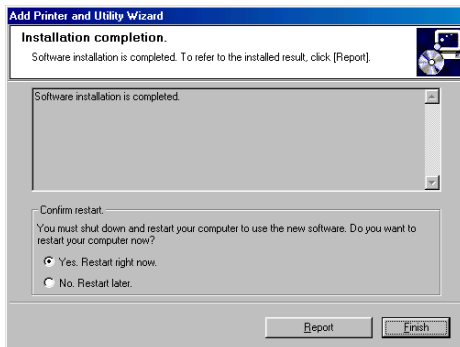 Add Printer and Utility Wizard
Installation completion.
Software installation is completed. To refer to the installed result, click [Report].
Software installation is completed.
Confirm restart.
You must shut down and restart your computer to use the new software. Do you want to
restart your computer now?
Yes. Restart right now.
No. Restart later.
Report
Finish